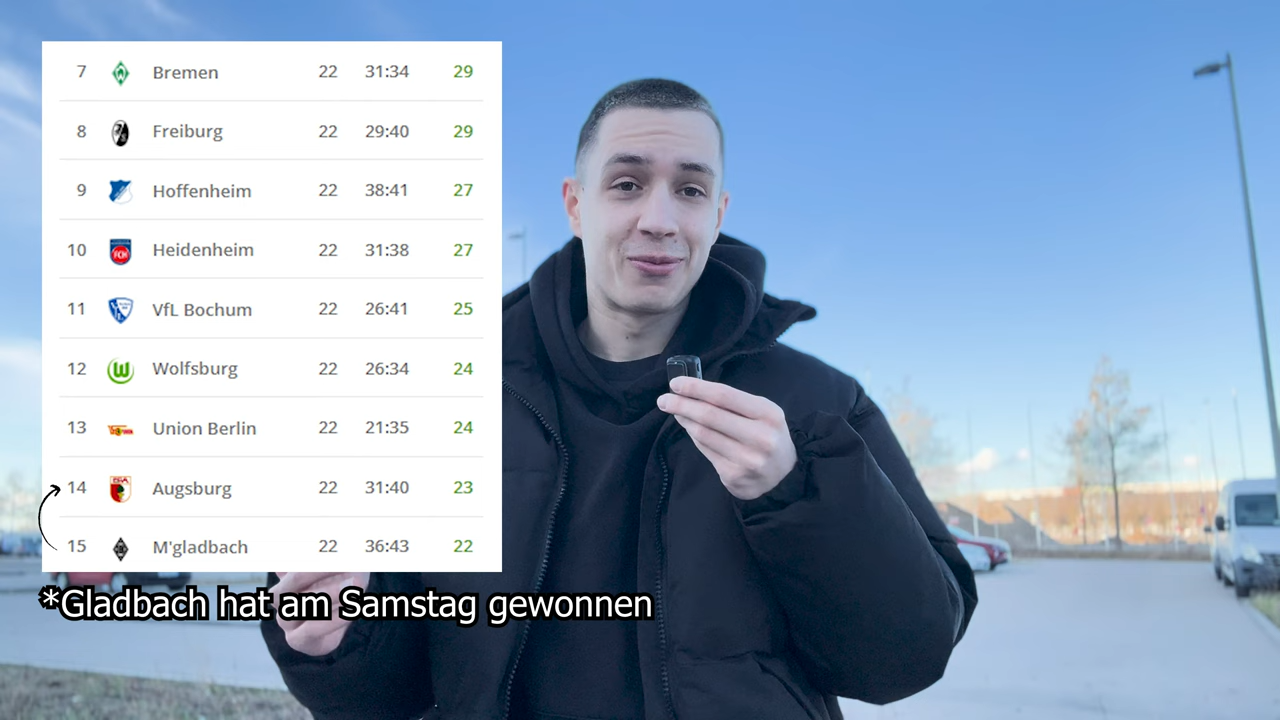 7 Bremen 22 31:34 29
8 Freiburg 22 29:40 29
9 Hoffenheim 22 38:41 27
10 Heidenheim 22 31:38 27
11 VfL Bochum 22 26:41 25
12 Wolfsburg 22 26:34 24
13 Union Berlin 22 21:35 24
14 Augsburg 22 31:40 23
15 M'gladbach 22 36:43 22
*Gladbach hat am Samstag gewonnen